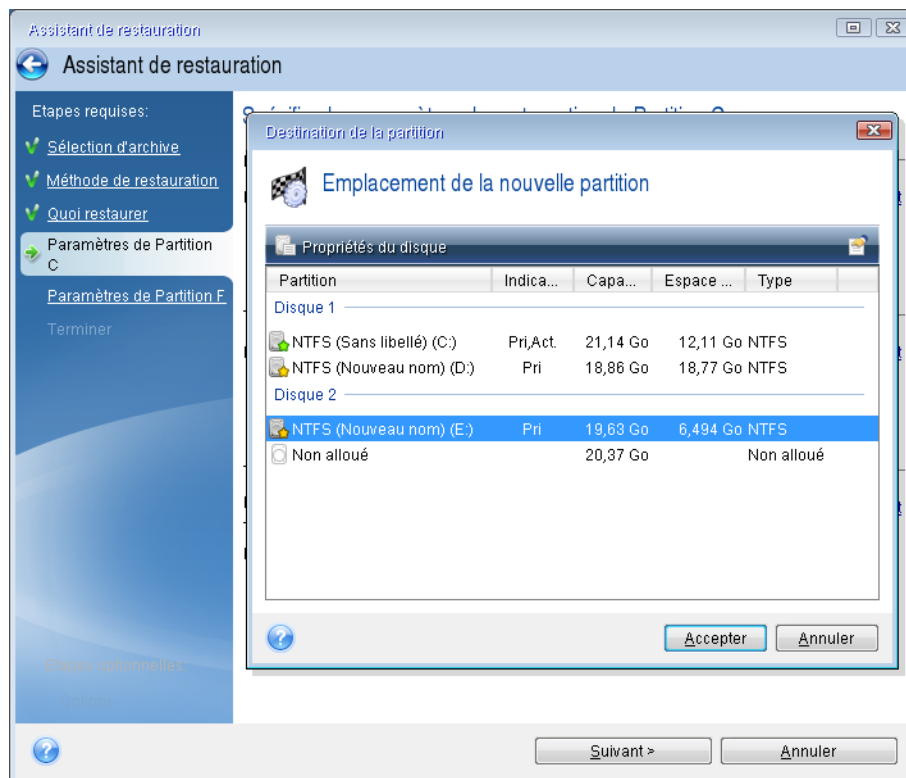 Assistant de restauration
Assistant de restauration
Etapes requises:
Sélection d'archive
Méthode de restauration
Quoi restaurer
Paramètres de Partition
C
Paramètres de Partition F
Terminer
Destination de la partition
Emplacement de la nouvelle partition
Propriétés du disque
Partition Indica... Capa... Espace ... Type
Disque 1
NTFS (Sans libellé) (C:) Pri,Act. 21,14 Go 12,11 Go NTFS
NTFS (Nouveau nom) (D:) Pri 18,86 Go 18,77 Go NTFS
Disque 2
NTFS (Nouveau nom) (E:) Pri 19,63 Go 6,494 Go NTFS
Non alloué 20,37 Go Non alloué
Accepter Annuler
Suivant > Annuler